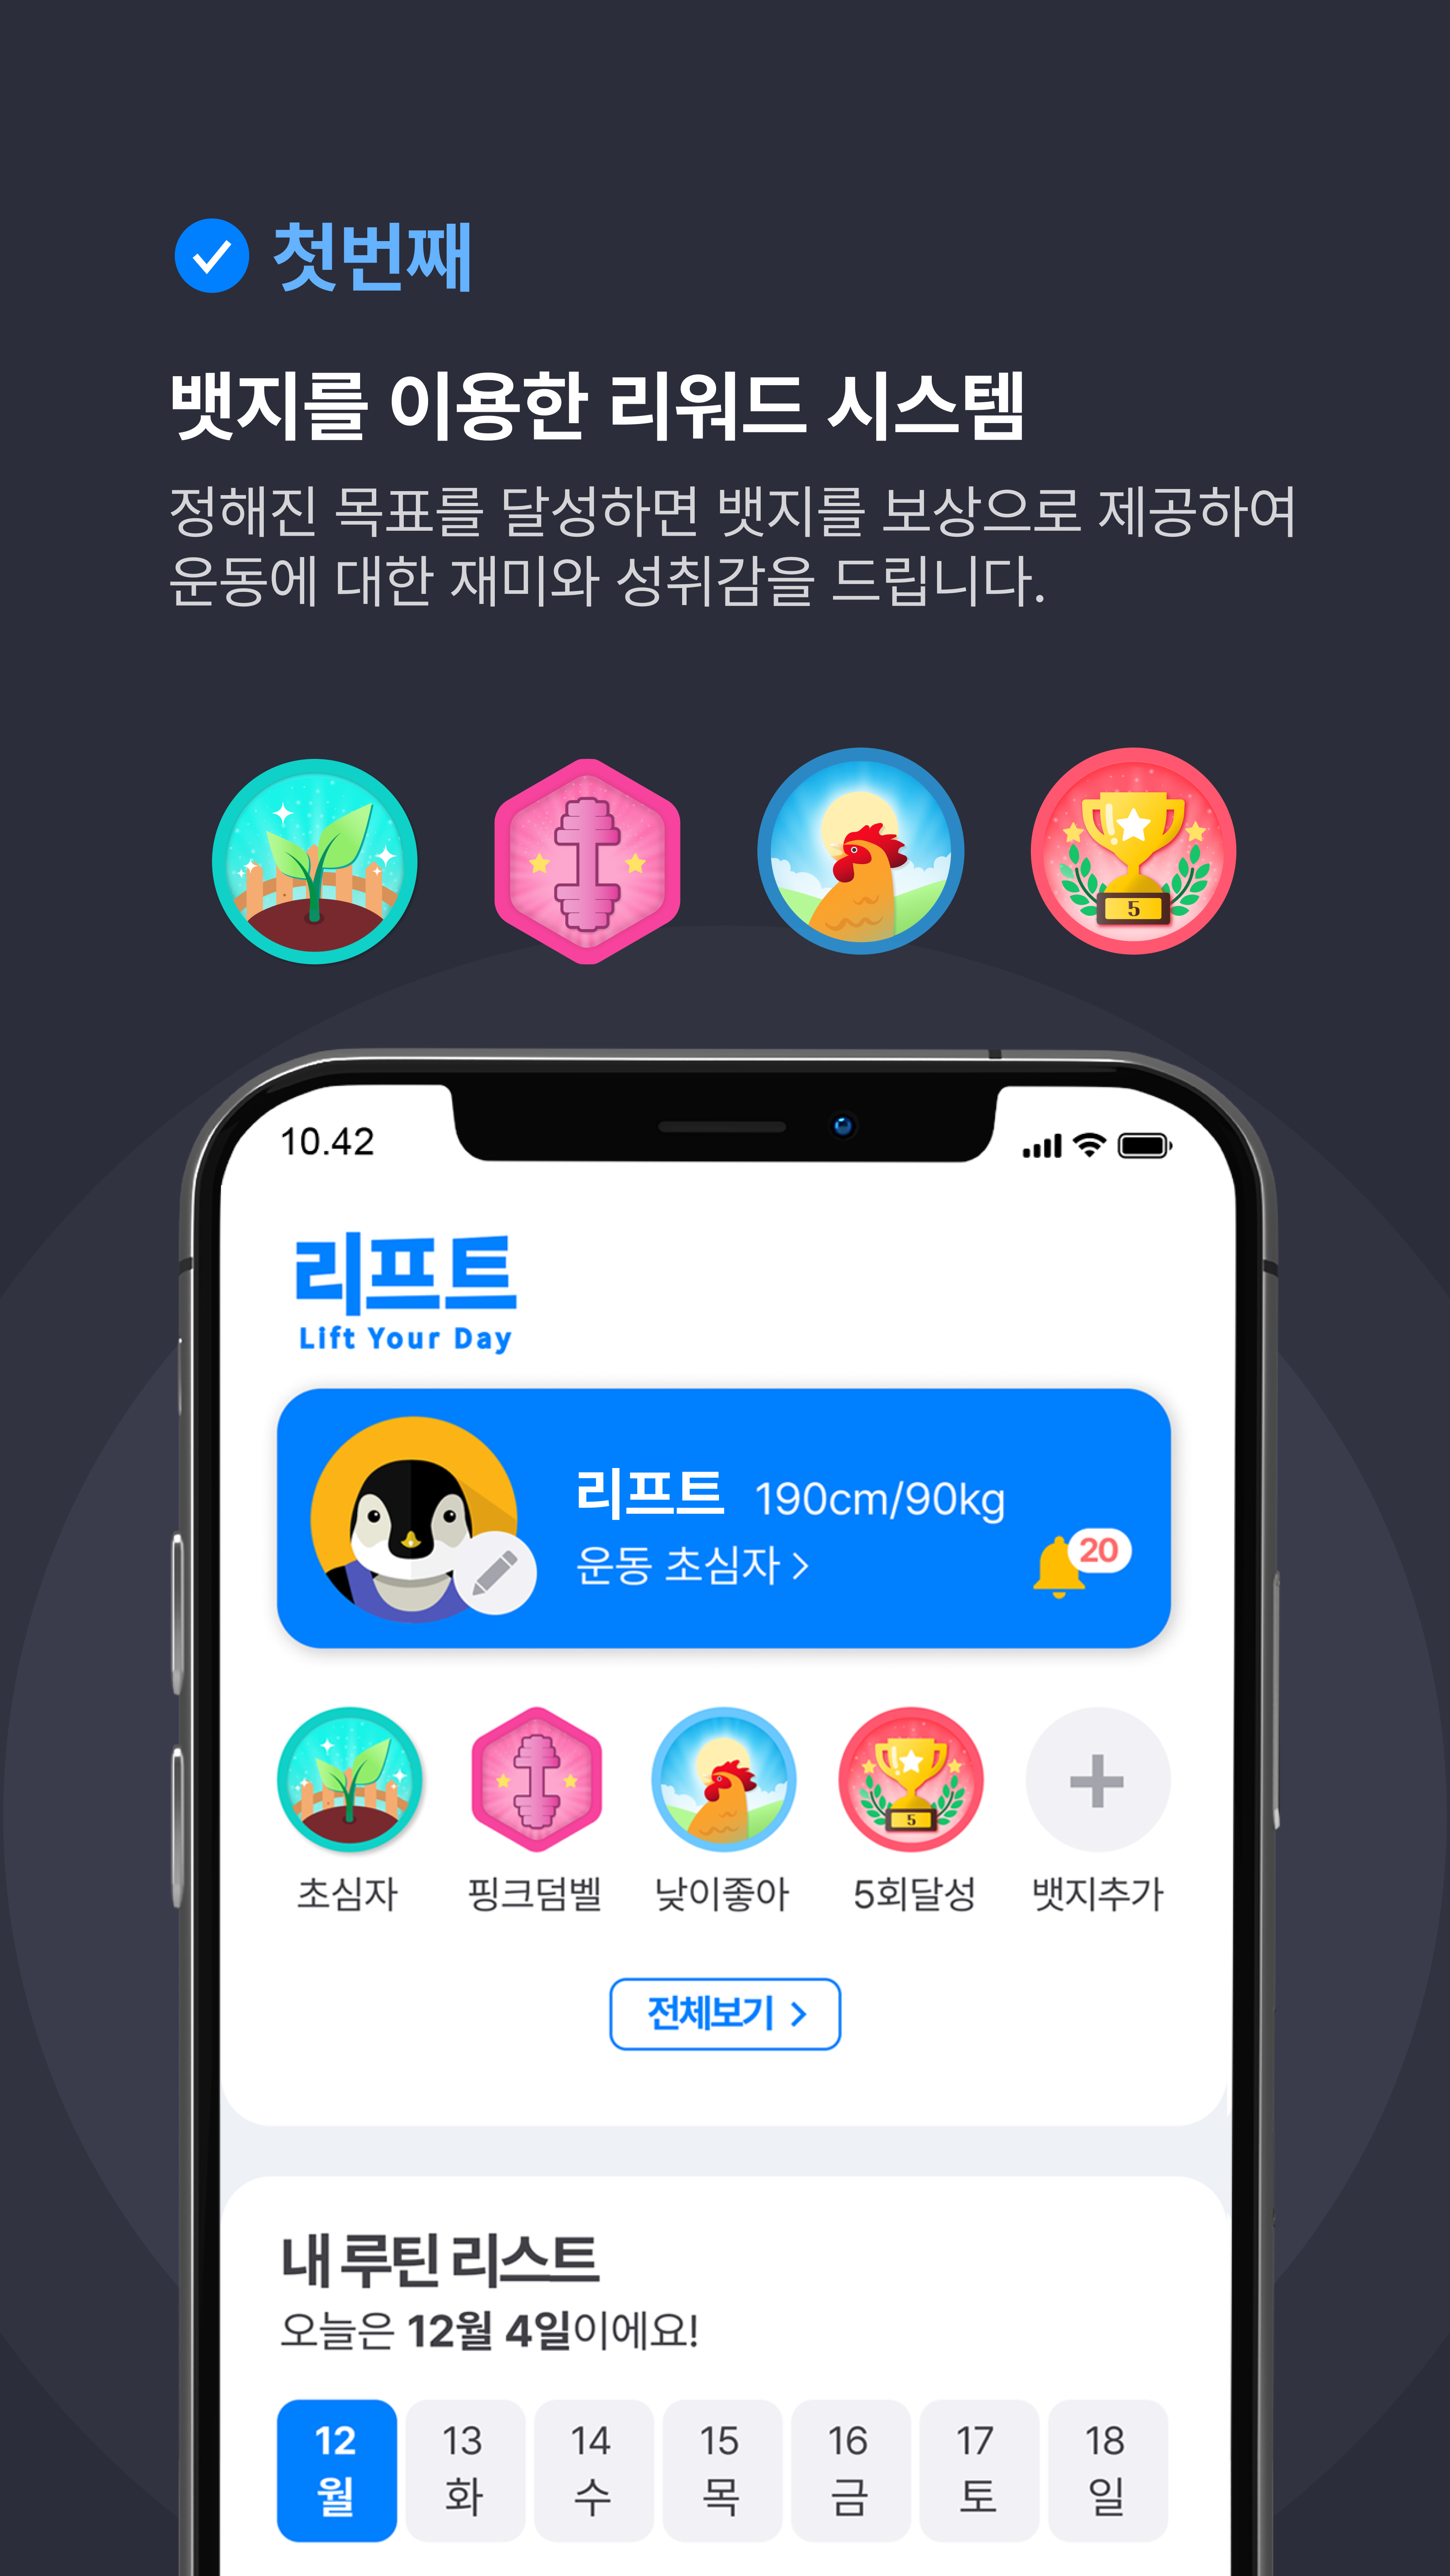 첫번째
뱃지를 이용한 리워드 시스템
정해진 목표를 달성하면 뱃지를 보상으로 제공하여
운동에 대한 재미와 성취감을 드립니다.
5
10.42
리프트
Lift Your Day
리프트 190cm/90kg
운동 초심자 >
20
5
초심자 핑크덤벨 낮이좋아 5회달성 뱃지추가
전체보기 >
내 루틴 리스트
오늘은 12월 4일이에요!
12 13 14 15 16 17 18
월 화 수 목 금 토 일